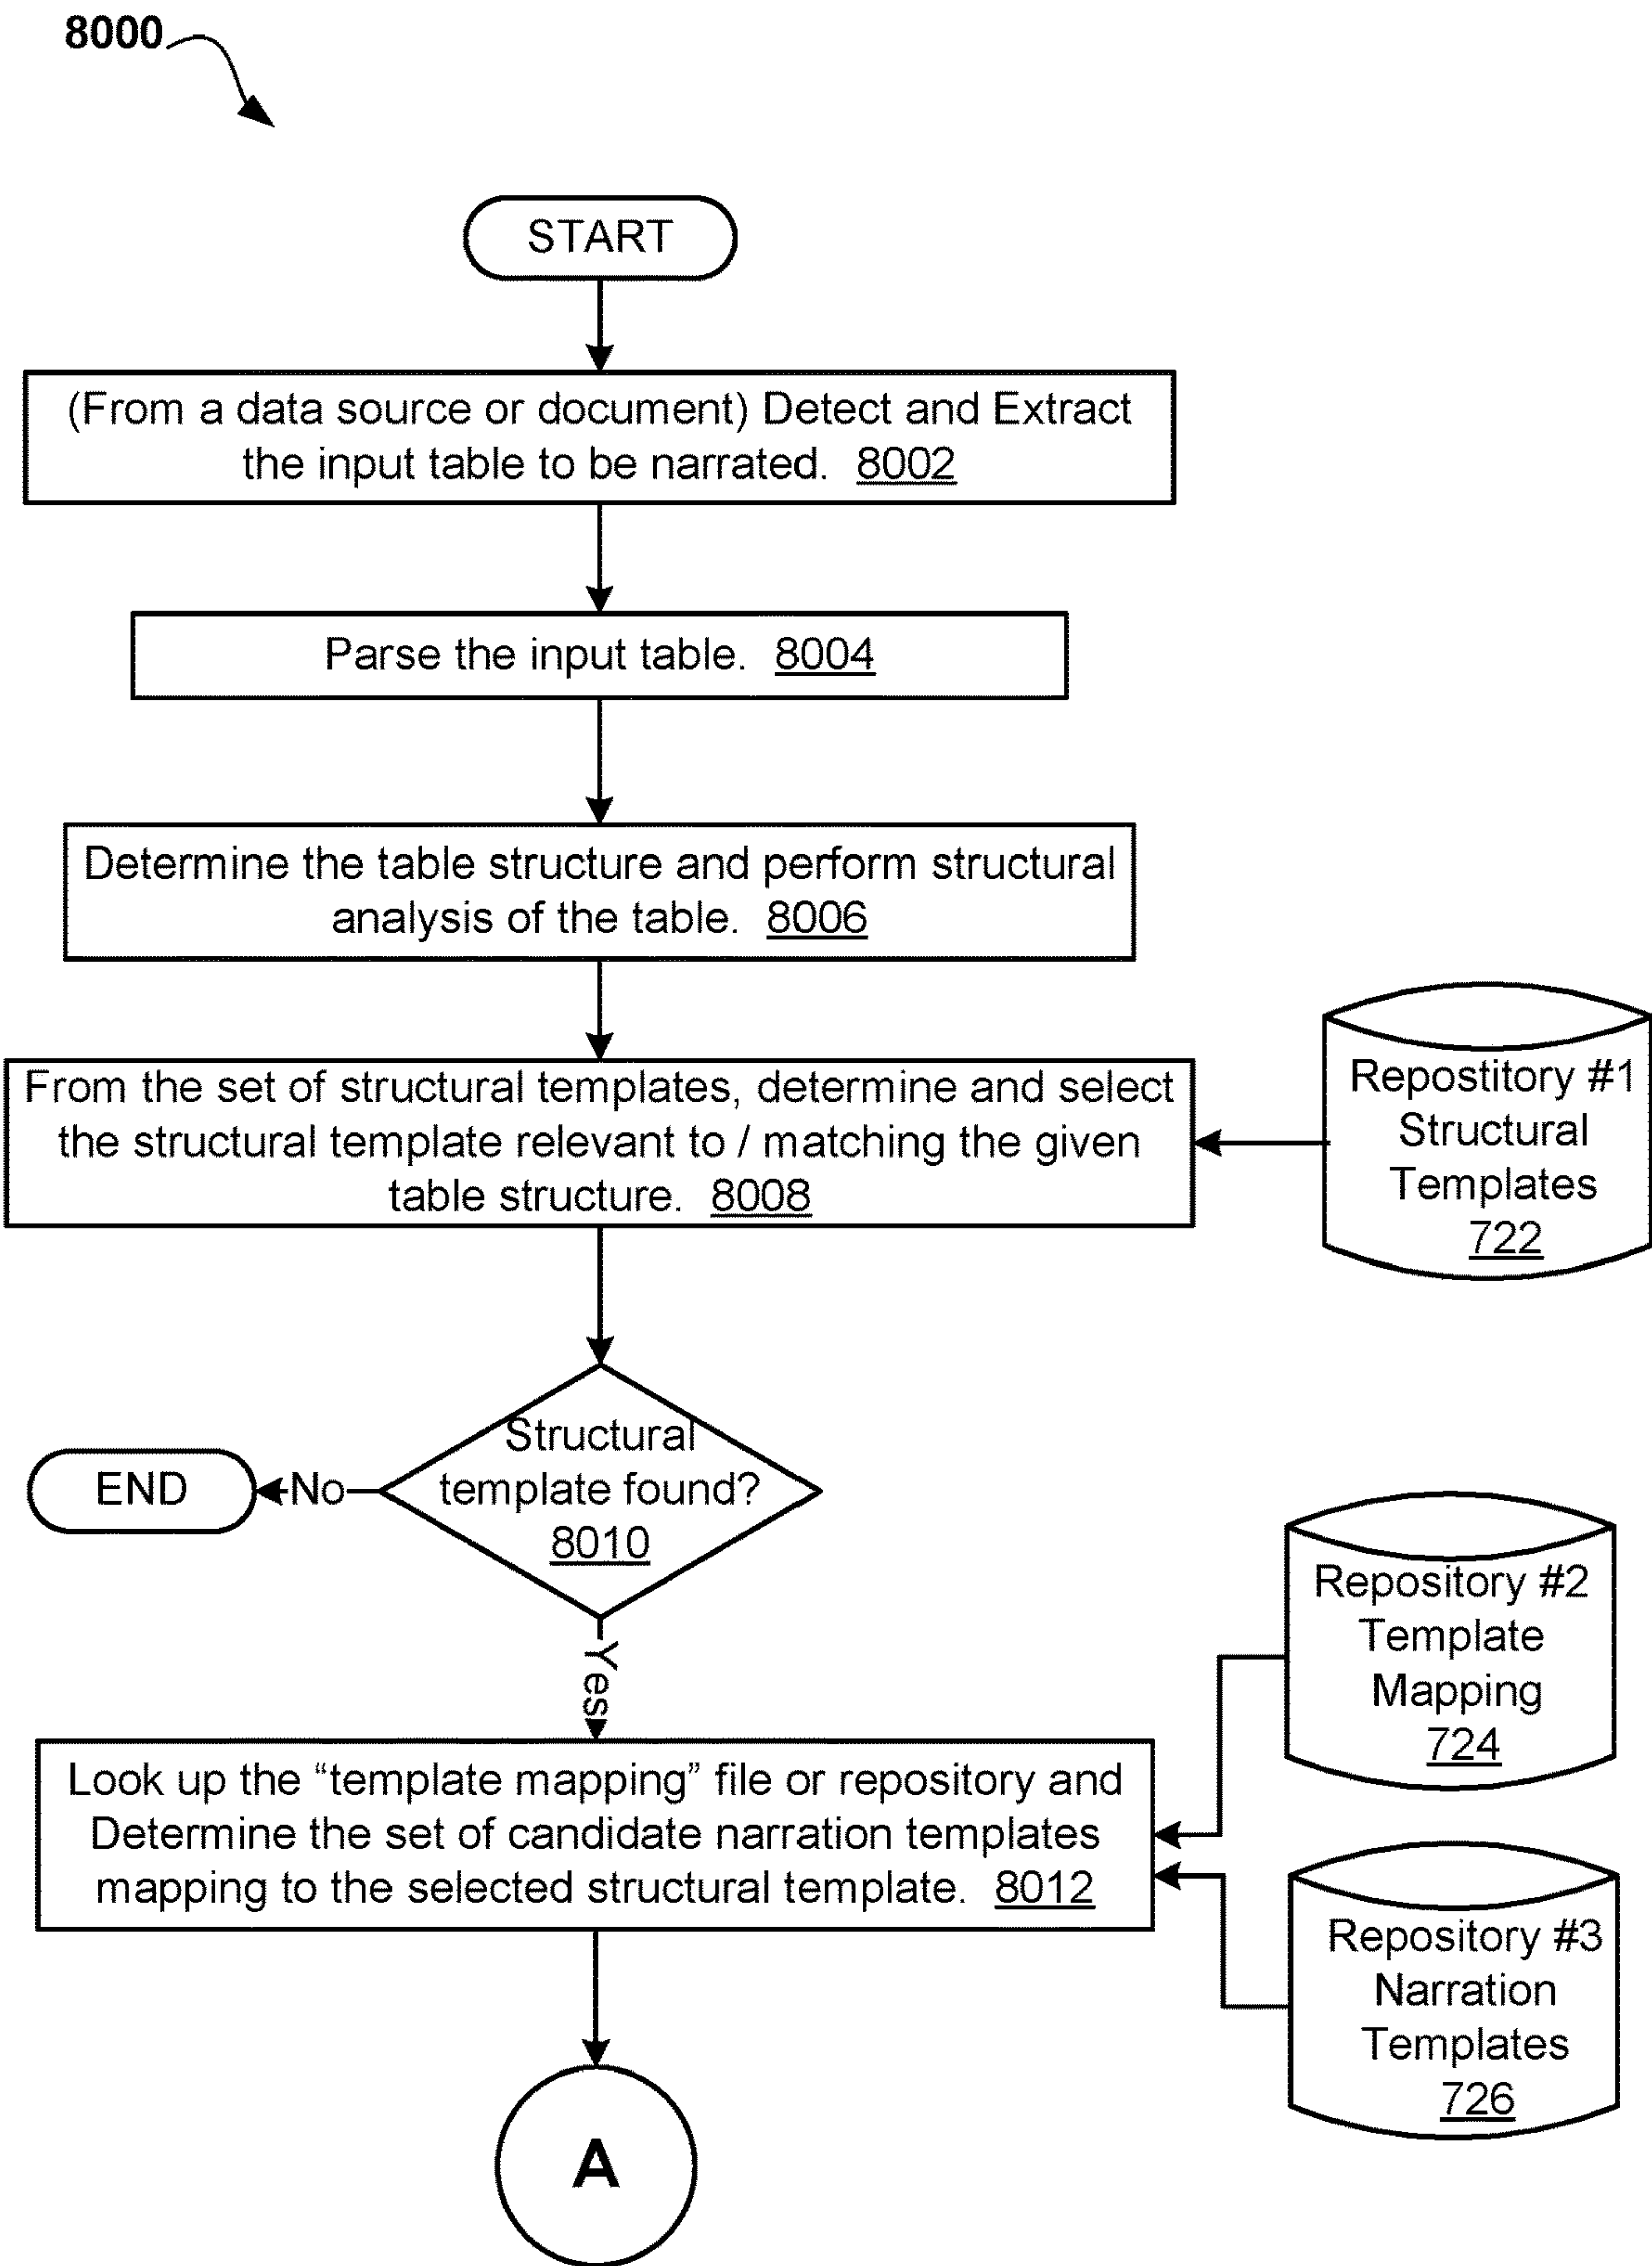 8000
START
(From a data source or document) Detect and Extract
the input table to be narrated. 8002
Parse the input table. 8004
Determine the table structure and perform structural
analysis of the table. 8006
From the set of structural templates, determine and select
the structural template relevant to / matching the given
table structure. 8008
Repostitory #1
Structural
Templates
722
Structural
template found?
8010
No
END
Yes
Repository #2
Template
Mapping
724
Look up the “template mapping” file or repository and
Determine the set of candidate narration templates
mapping to the selected structural template. 8012
Repository #3
Narration
Templates
726
A